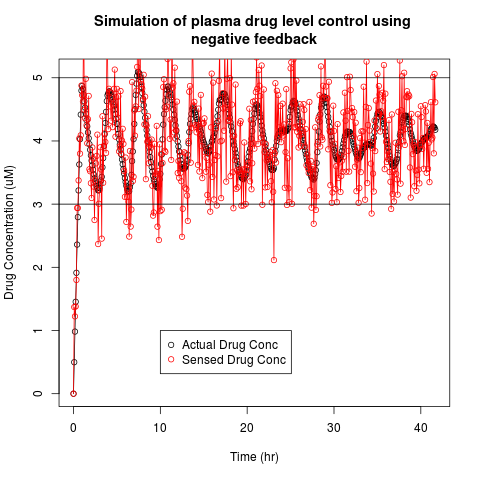 Simulation of plasma drug level control using
negative feedback
Drug Concentration (uM)
5
4
3
2
1
0
Actual Drug Conc
Sensed Drug Conc
0 10 20 30 40
Time (hr)